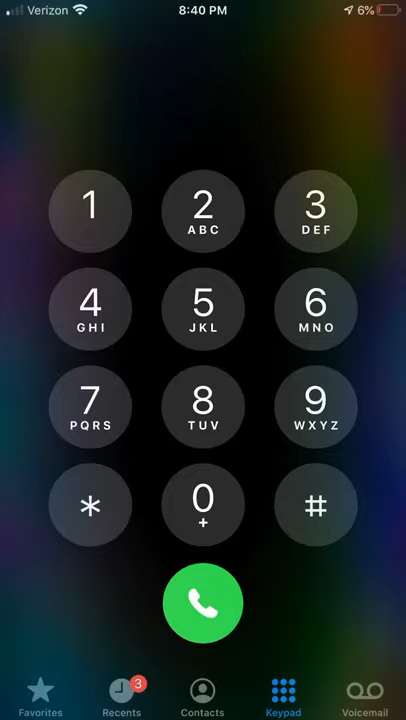 Verizon 8:40 PM 6%
1 2 3
ABC DEF
4 5 6
GHI JKL MNO
7 8 9
PQRS TUV WXYZ
* 0 #
+
3
Favorites Recents Contacts Keypad Voicemail